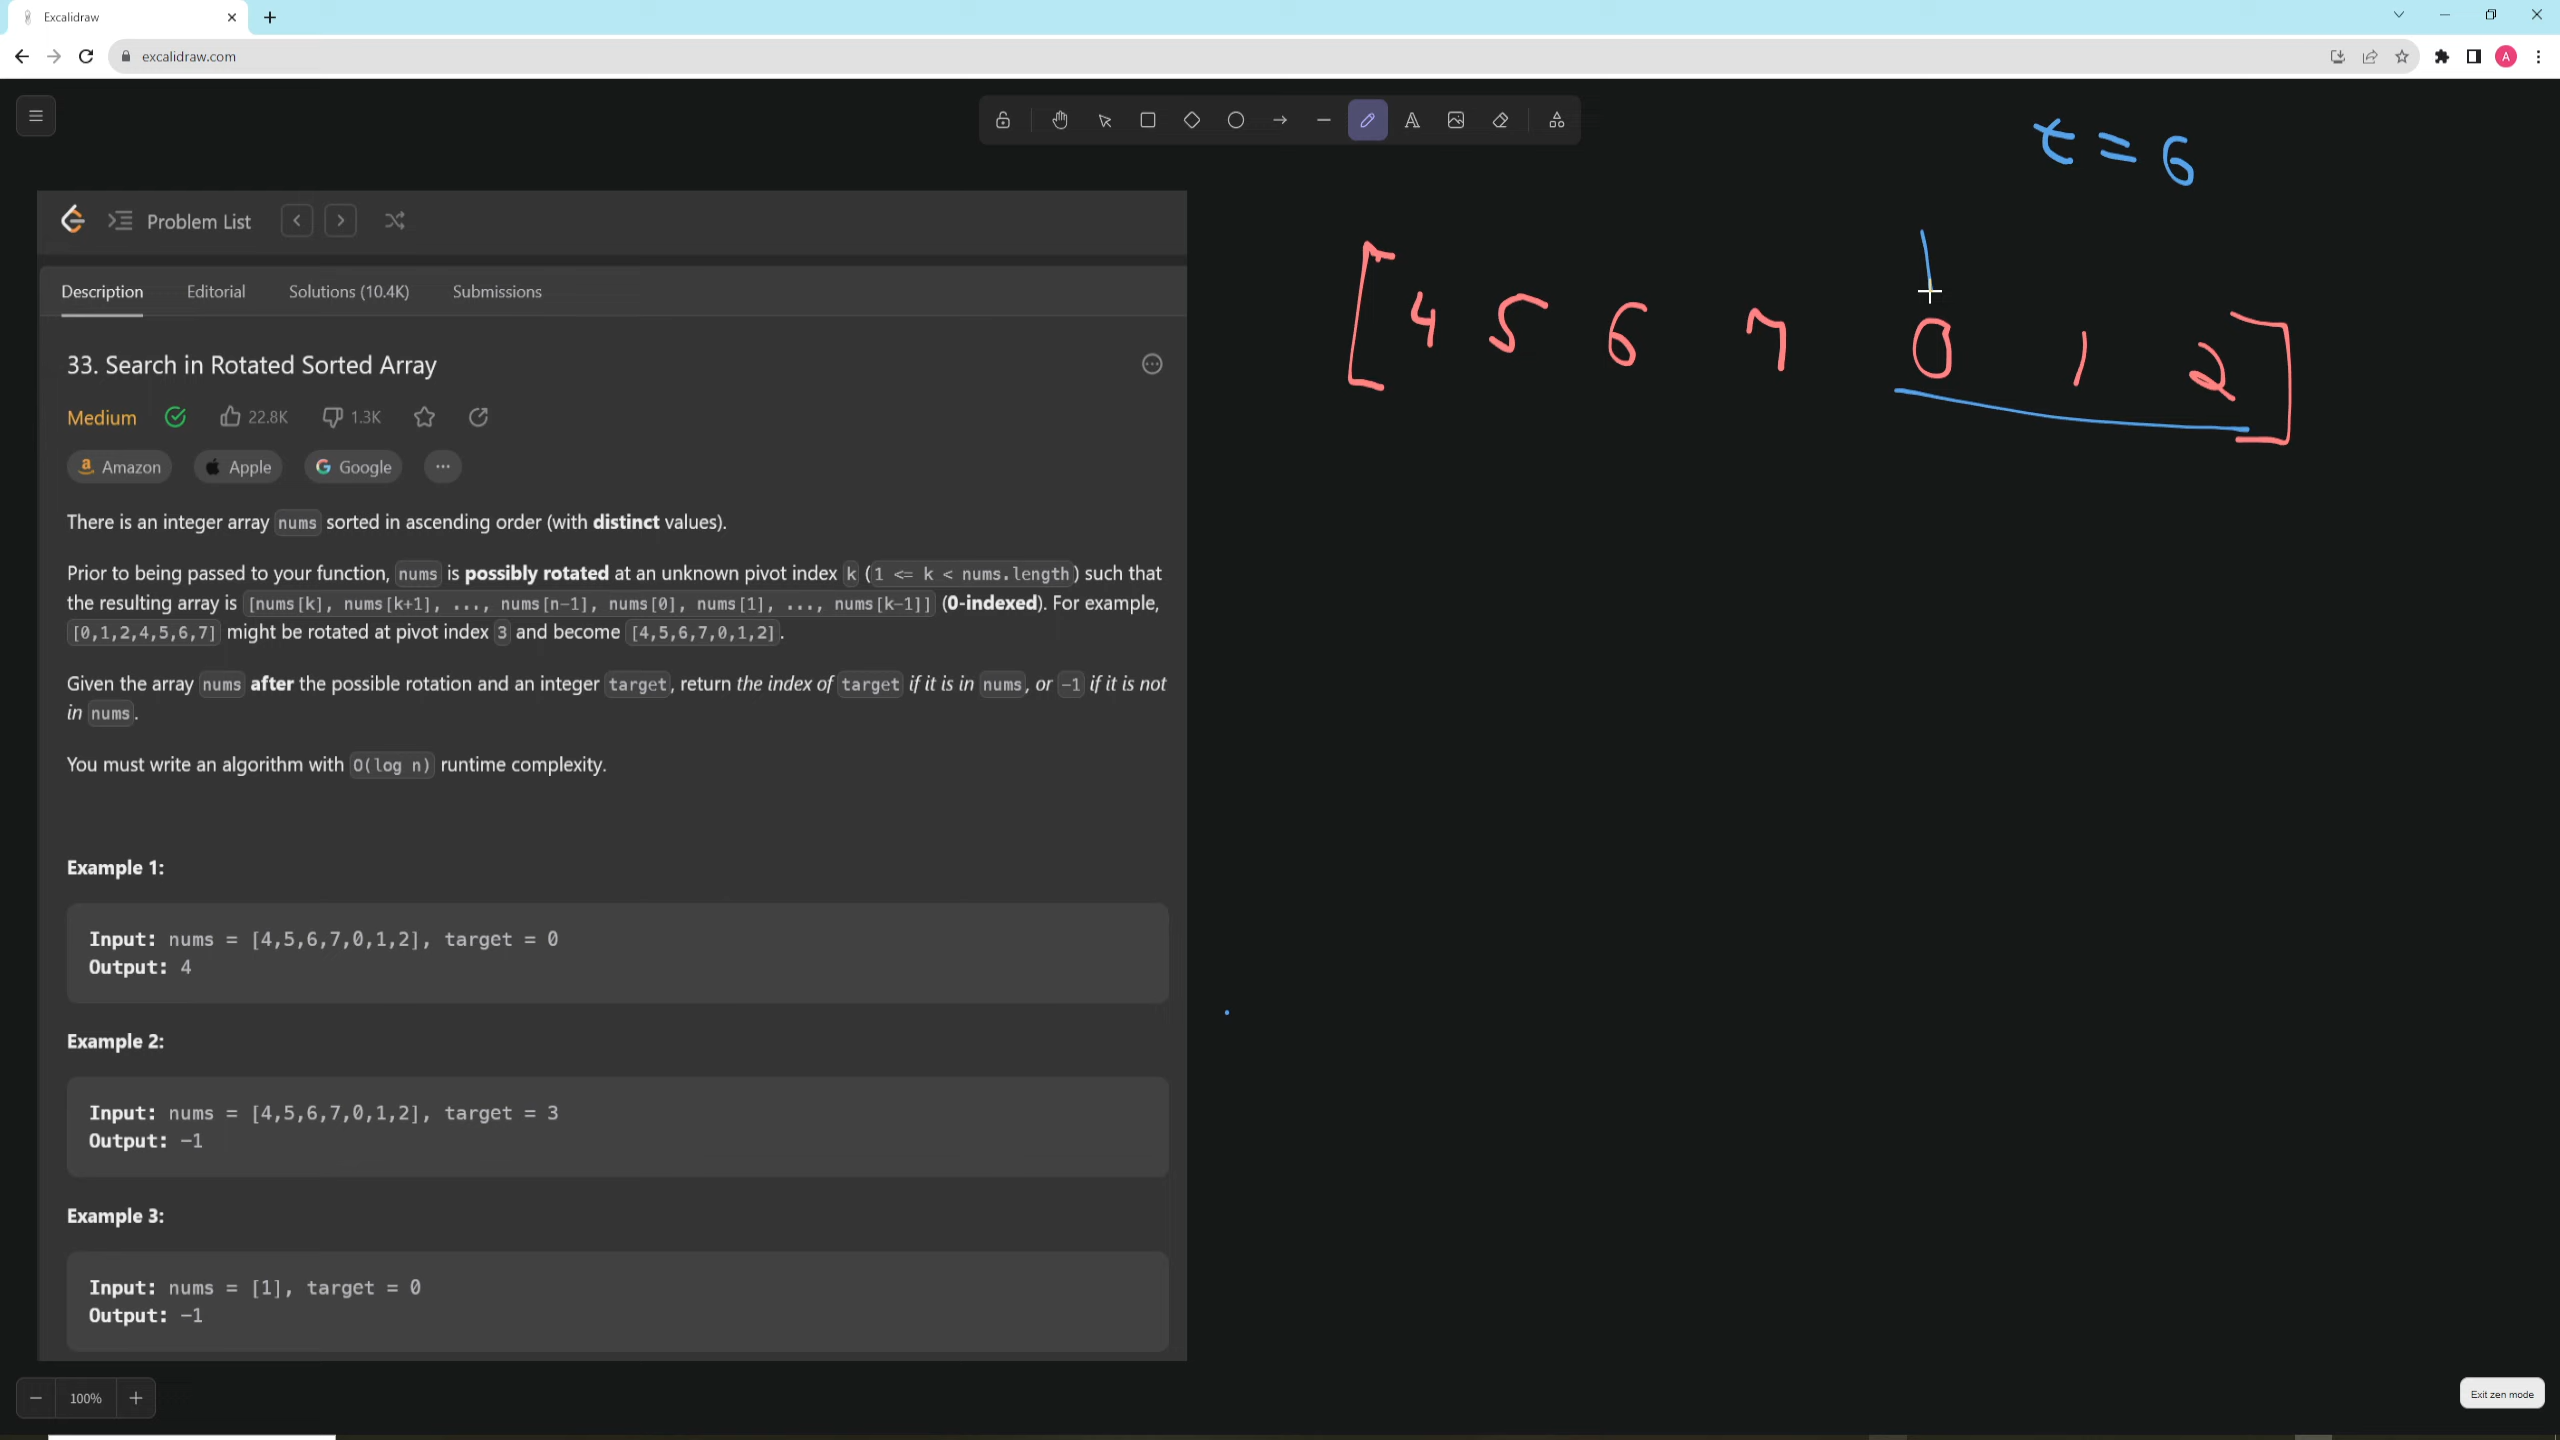 Excalidraw
excalidraw.com
A
t = 6
Problem List
Description Editorial Solutions (10.4K) Submissions
[ 4 5 6 7 0 1 2 ]
33. Search in Rotated Sorted Array
Medium 22.8K 1.3K
Amazon Apple Google ...
There is an integer array nums sorted in ascending order (with distinct values).
Prior to being passed to your function, nums is possibly rotated at an unknown pivot index k (1 <= k < nums.length) such that
the resulting array is [nums[k], nums[k+1], ..., nums[n-1], nums[0], nums[1], ..., nums[k-1]] (0-indexed). For example,
[0,1,2,4,5,6,7] might be rotated at pivot index 3 and become [4,5,6,7,0,1,2].
Given the array nums after the possible rotation and an integer target, return the index of target if it is in nums, or -1 if it is not
in nums.
You must write an algorithm with O(log n) runtime complexity.
Example 1:
Input: nums = [4,5,6,7,0,1,2], target = 0
Output: 4
Example 2:
Input: nums = [4,5,6,7,0,1,2], target = 3
Output: -1
Example 3:
Input: nums = [1], target = 0
Output: -1
100%
Exit zen mode